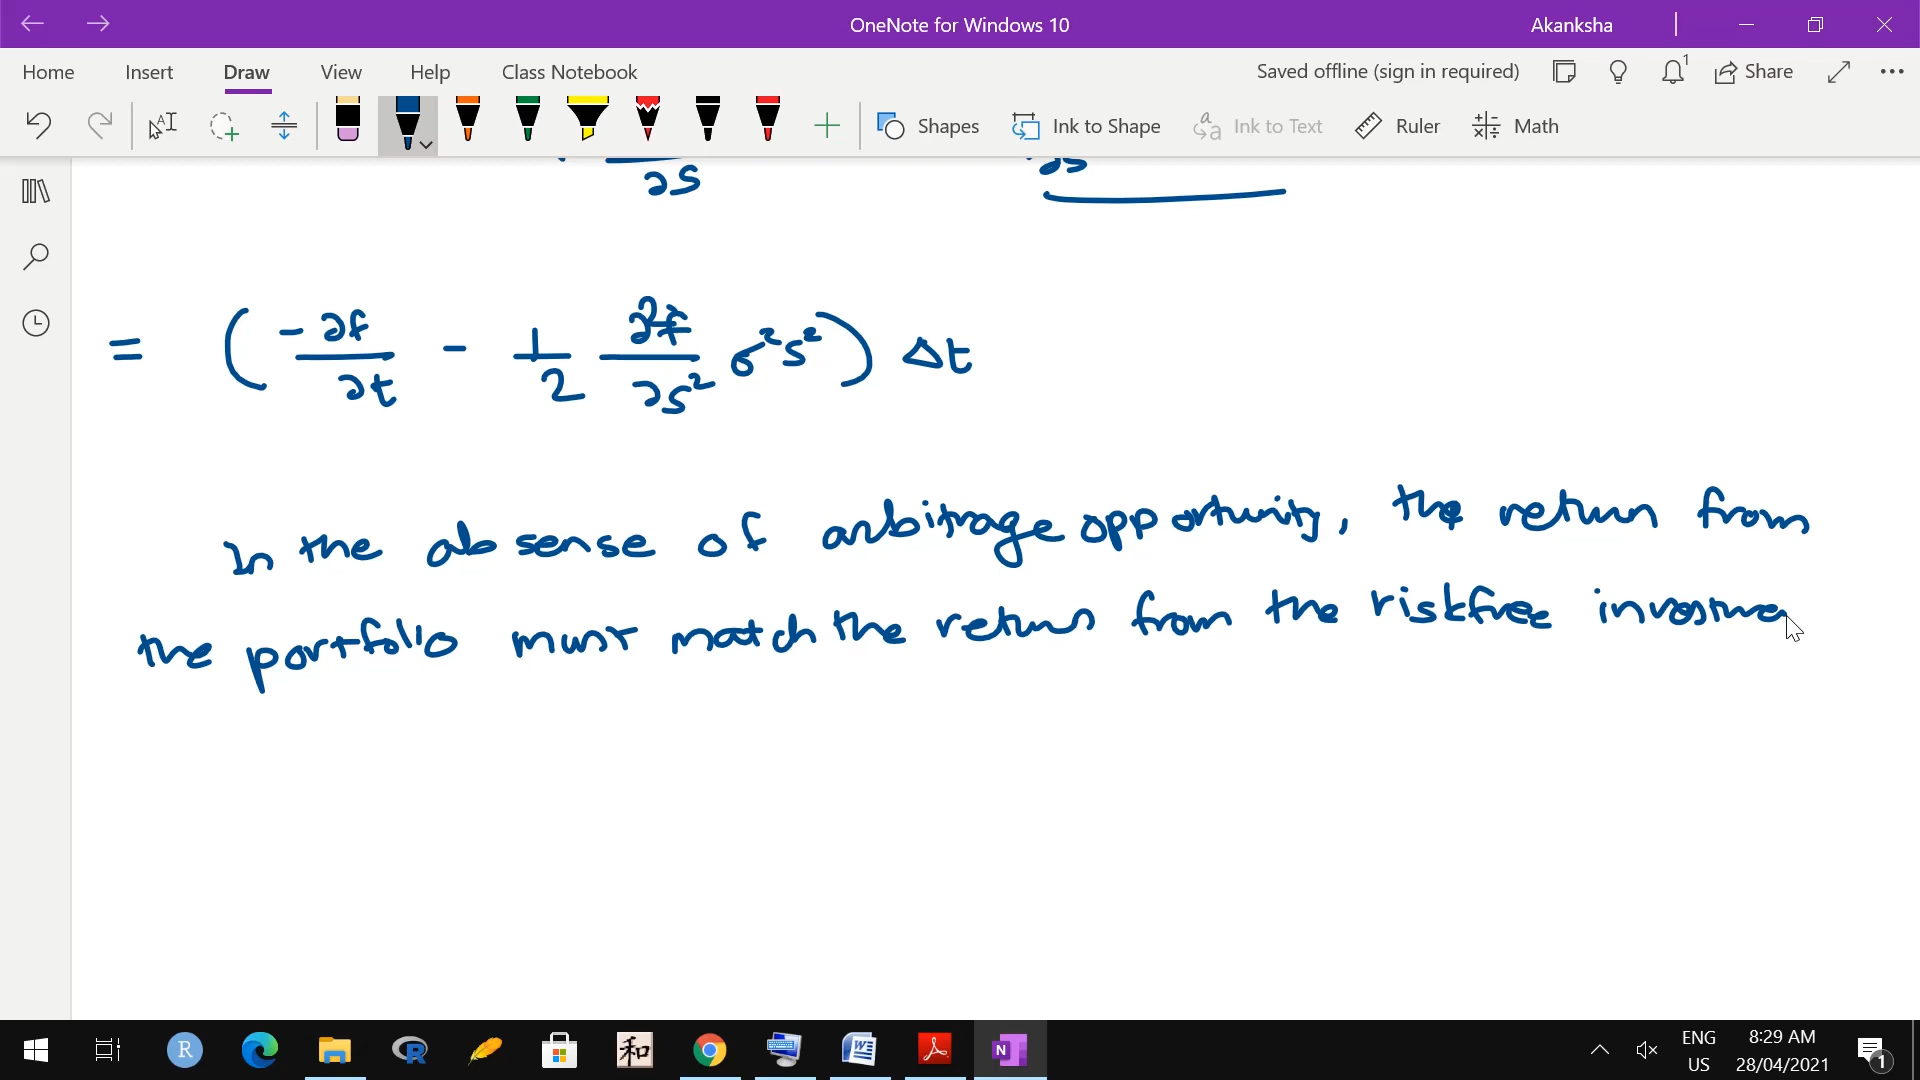 OneNote for Windows 10
Akanksha
Home Insert Draw View Help Class Notebook
Saved offline (sign in required) 1 Share
Shapes Ink to Shape Ink to Text Ruler Math
∂S ∂S
= (-∂f/∂t - 1/2 ∂²f/∂s² σ²s²) Δt
In the absense of arbitrage opportunity, the return from
the portfolio must match the return from the riskfree investme
ENG
US
8:29 AM
28/04/2021
1